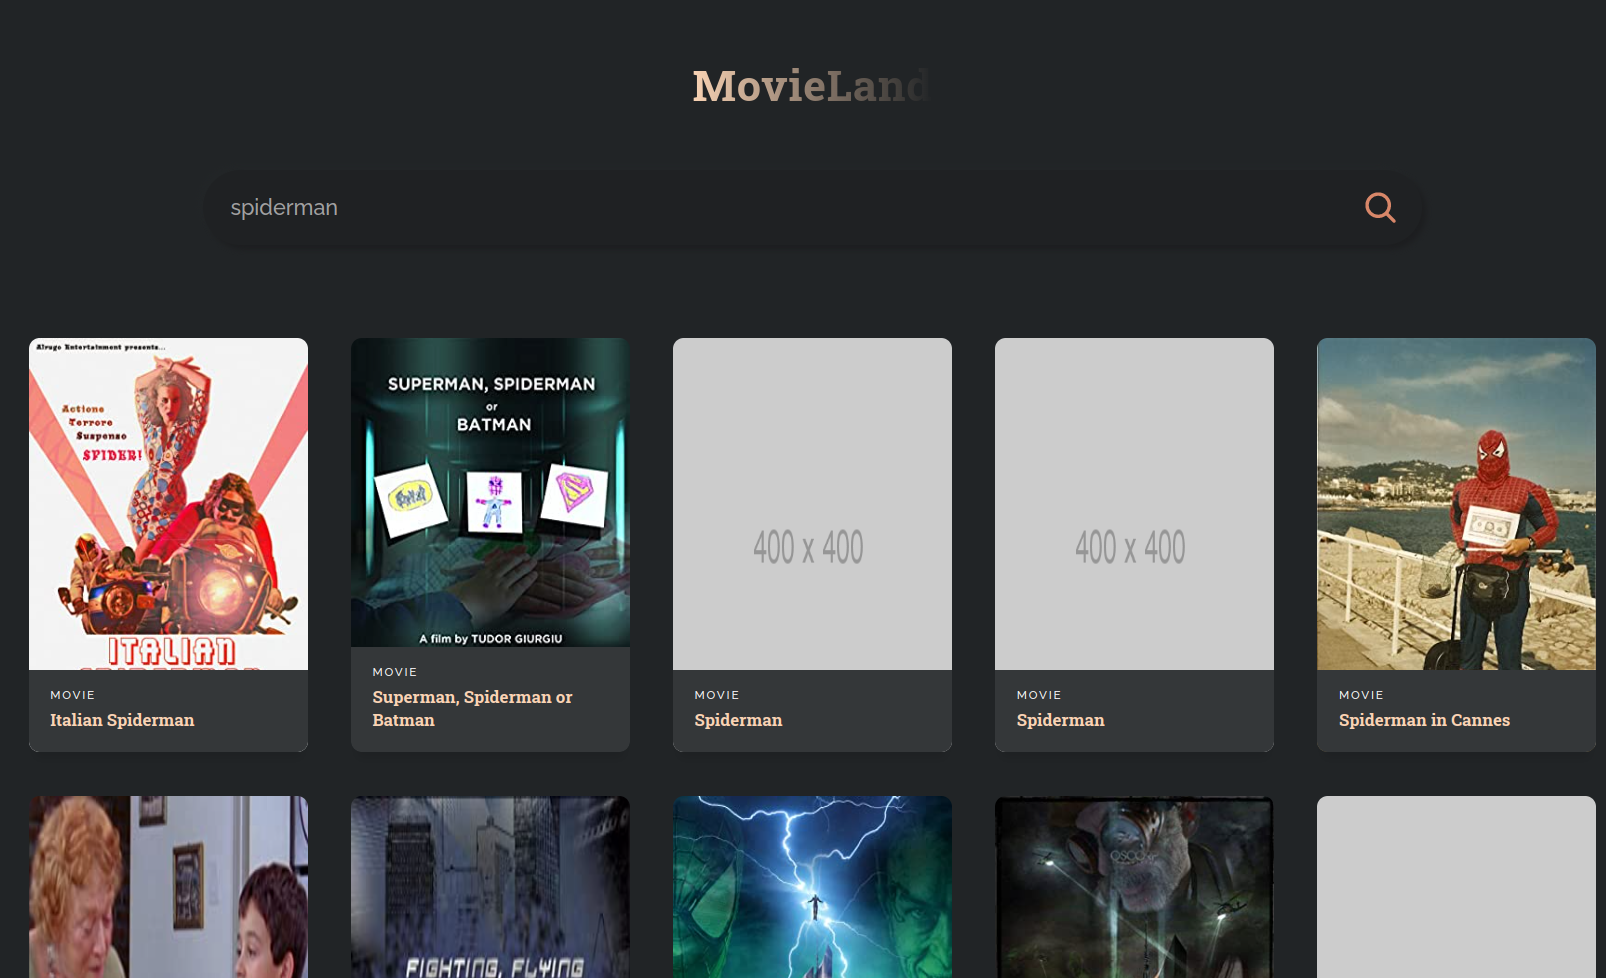 MovieLand
spiderman
Alrugo Entertainment presents...
Actione
Terrore
Suspenso
SPIDER!
ITALIAN
MOVIE
Italian Spiderman
SUPERMAN, SPIDERMAN
or
BATMAN
A film by TUDOR GIURGIU
MOVIE
Superman, Spiderman or
Batman
400 x 400
MOVIE
Spiderman
400 x 400
MOVIE
Spiderman
MOVIE
Spiderman in Cannes
FIGHTING, FLYING